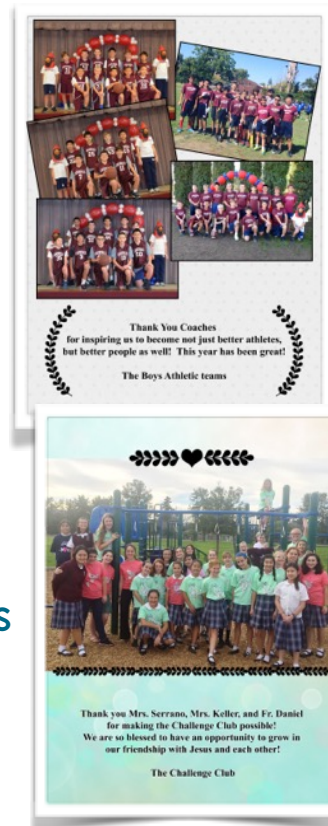 Thank You Coaches
for inspiring us to become not just better athletes,
but better people as well! This year has been great!
The Boys Athletic teams
s
Thank you Mrs. Serrano, Mrs. Keller, and Fr. Daniel
for making the Challenge Club possible!
We are so blessed to have an opportunity to grow in
our friendship with Jesus and each other!
The Challenge Club